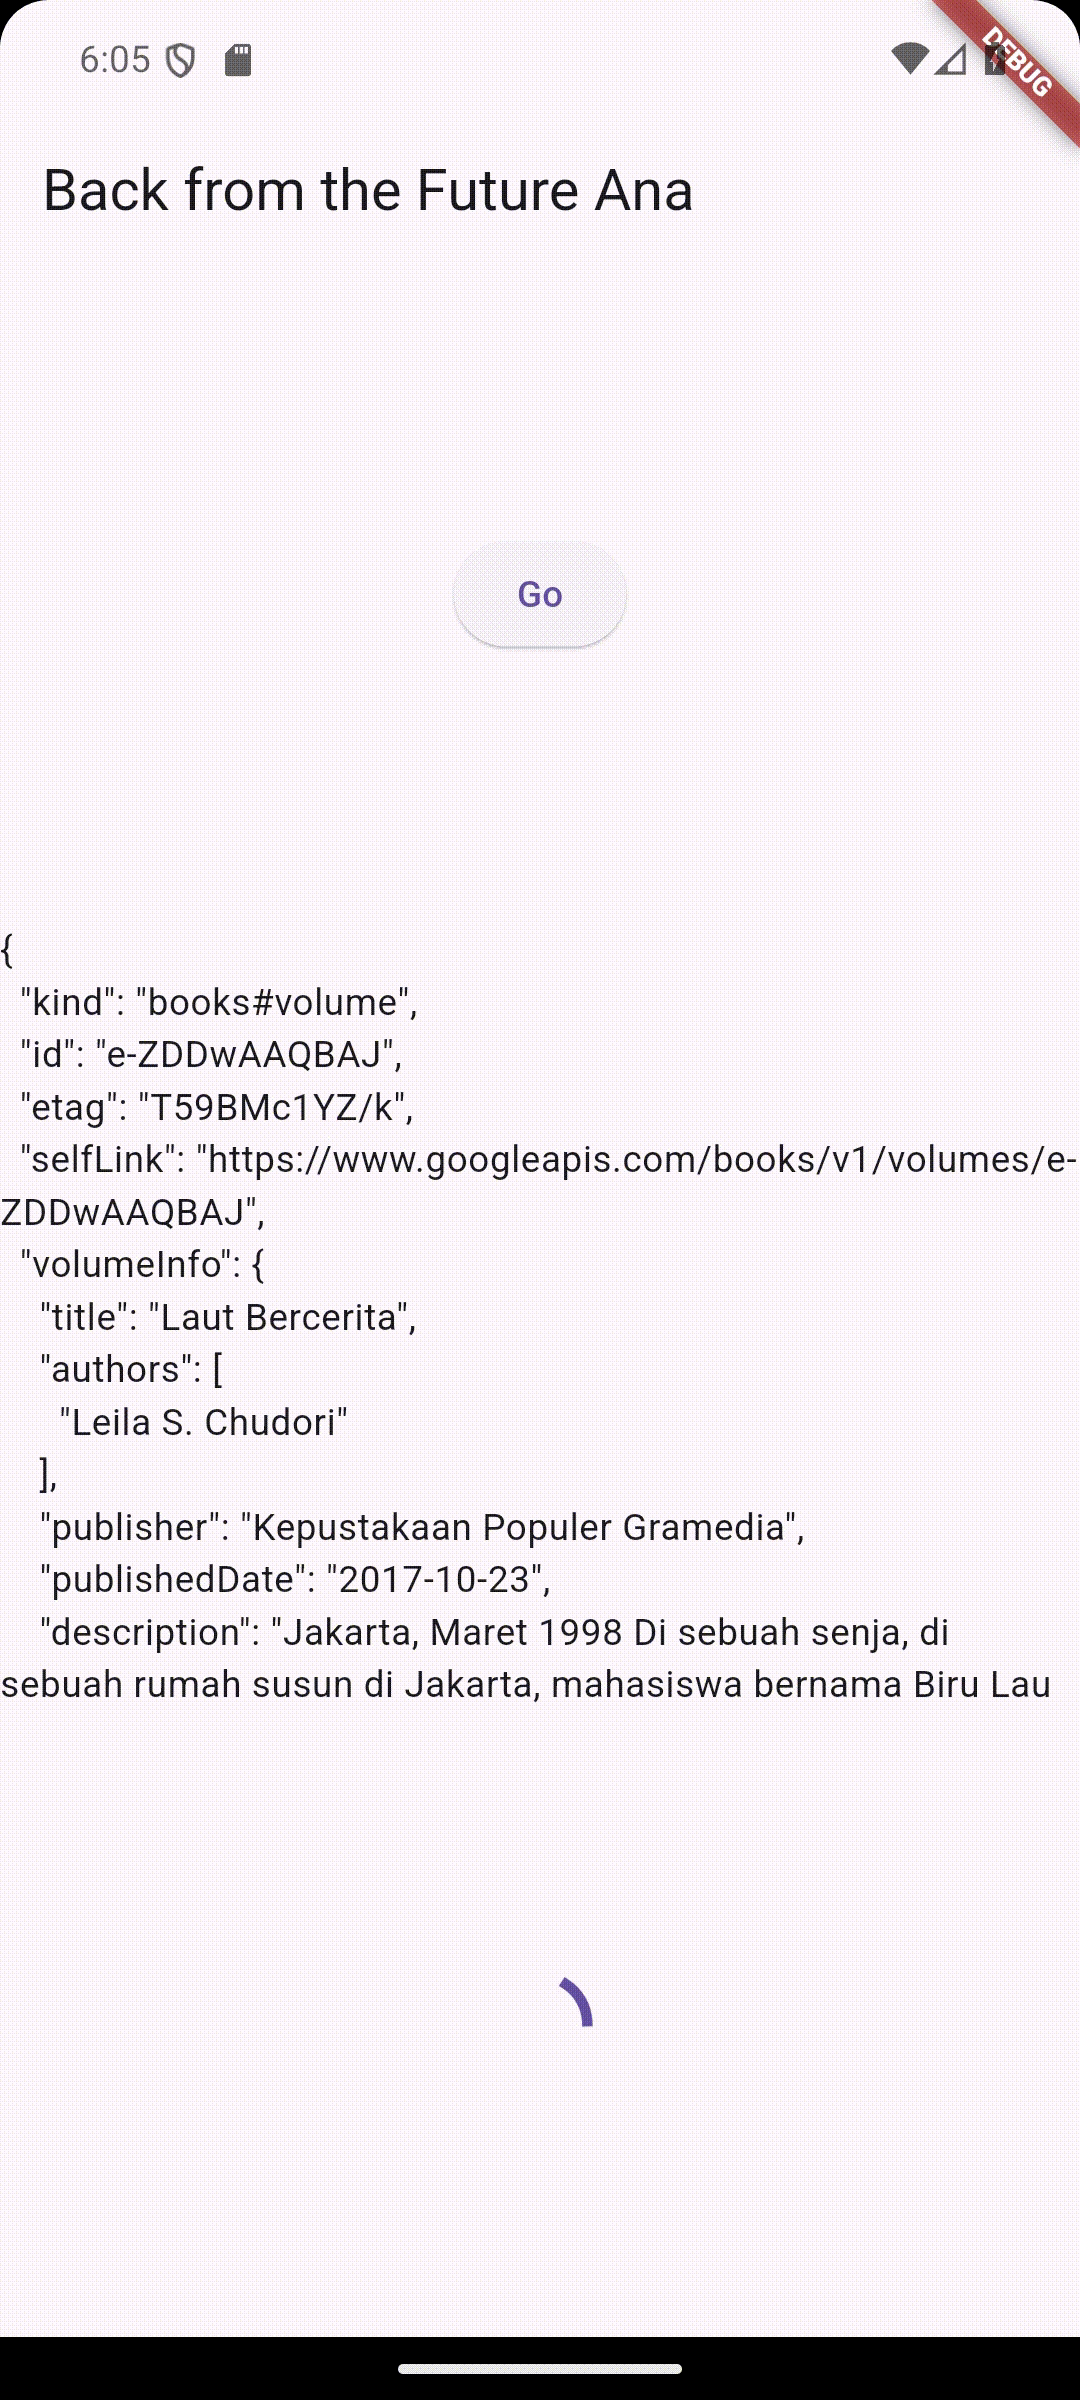 6:05
DEBUG
Back from the Future Ana
Go
{
"kind": "books#volume",
"id": "e-ZDDwAAQBAJ",
"etag": "T59BMc1YZ/k",
"selfLink": "https://www.googleapis.com/books/v1/volumes/e-
ZDDwAAQBAJ",
"volumeInfo": {
"title": "Laut Bercerita",
"authors": [
"Leila S. Chudori"
],
"publisher": "Kepustakaan Populer Gramedia",
"publishedDate": "2017-10-23",
"description": "Jakarta, Maret 1998 Di sebuah senja, di
sebuah rumah susun di Jakarta, mahasiswa bernama Biru Lau